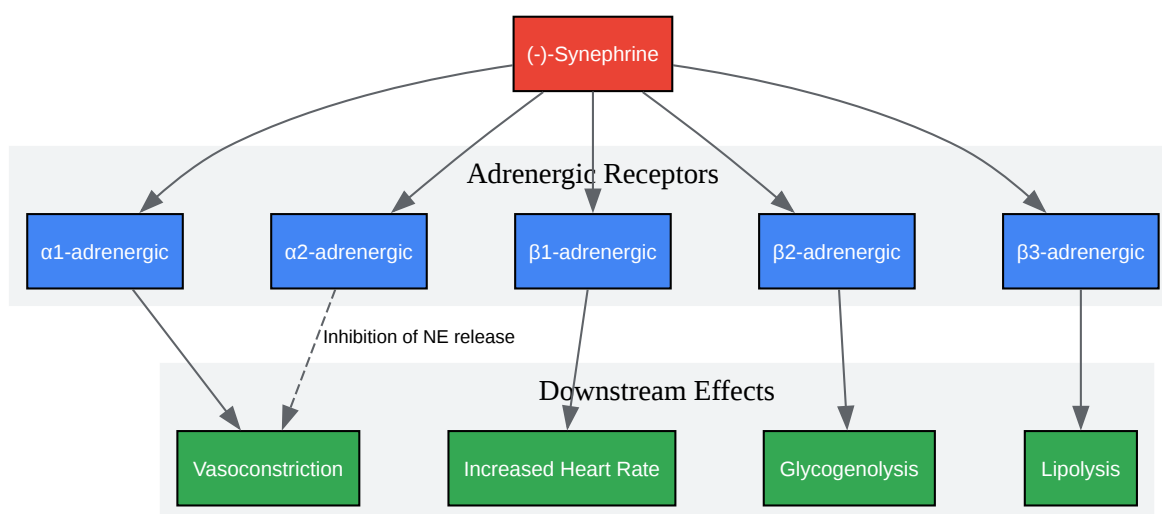 (-)-Synephrine
Adrenergic Receptors
α1-adrenergic
α2-adrenergic
β1-adrenergic
β2-adrenergic
β3-adrenergic
Inhibition of NE release
Downstream Effects
Vasoconstriction
Increased Heart Rate
Glycogenolysis
Lipolysis